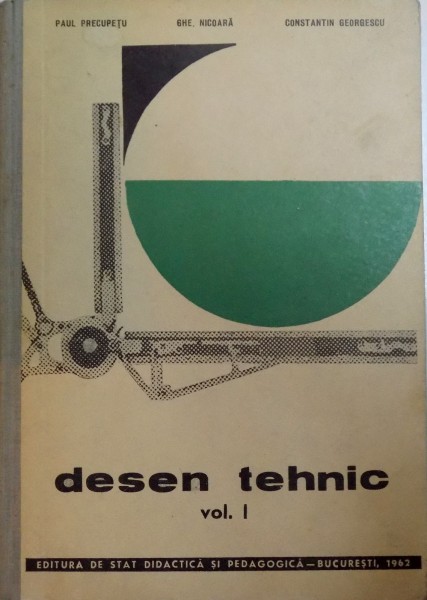 PAUL PRECUPEȚU GHE. NICOARĂ CONSTANTIN GEORGESCU
desen tehnic
vol. I
EDITURA DE STAT DIDACTICĂ ȘI PEDAGOGICĂ—BUCUREȘTI, 1962